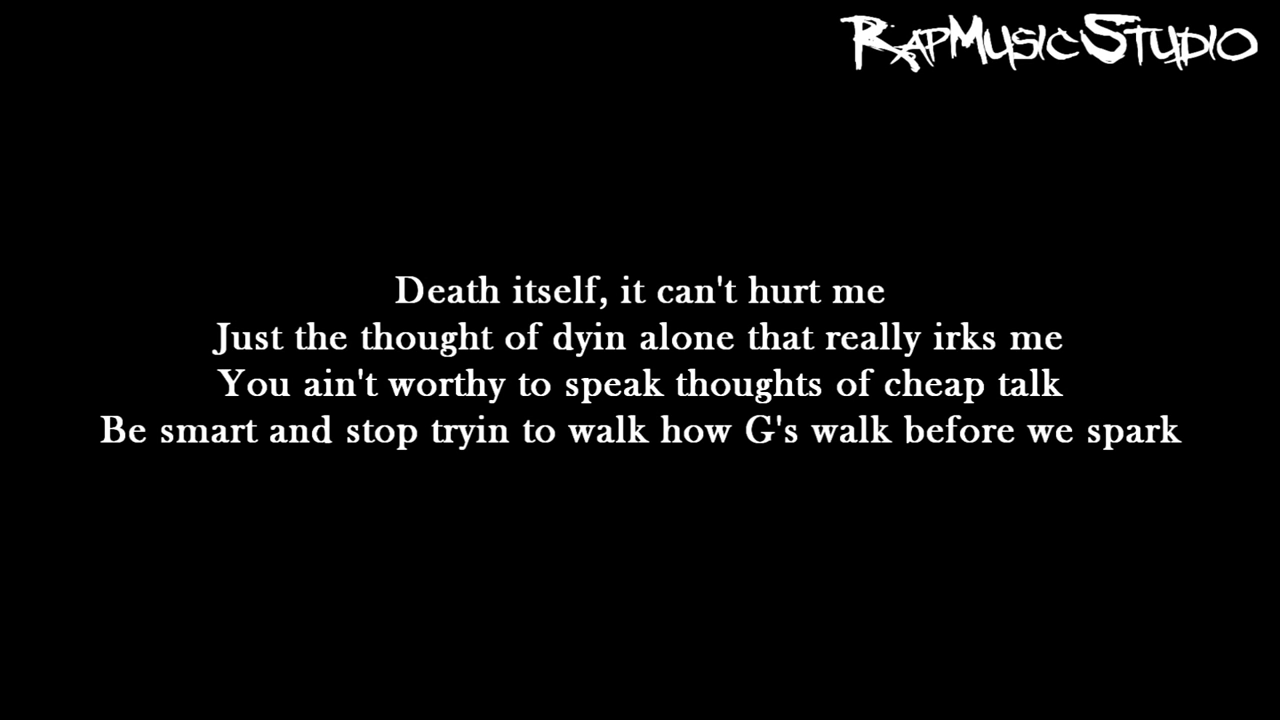 RapMusicStudio
Death itself, it can't hurt me
Just the thought of dyin alone that really irks me
You ain't worthy to speak thoughts of cheap talk
Be smart and stop tryin to walk how G's walk before we spark